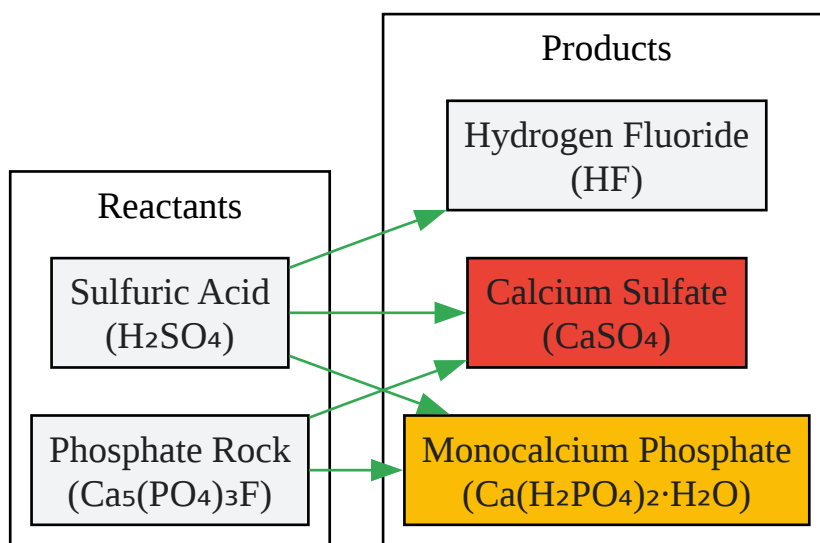 Reactants
Sulfuric Acid
(H₂SO₄)
Phosphate Rock
(Ca₅(PO₄)₃F)
Products
Hydrogen Fluoride
(HF)
Calcium Sulfate
(CaSO₄)
Monocalcium Phosphate
(Ca(H₂PO₄)₂·H₂O)